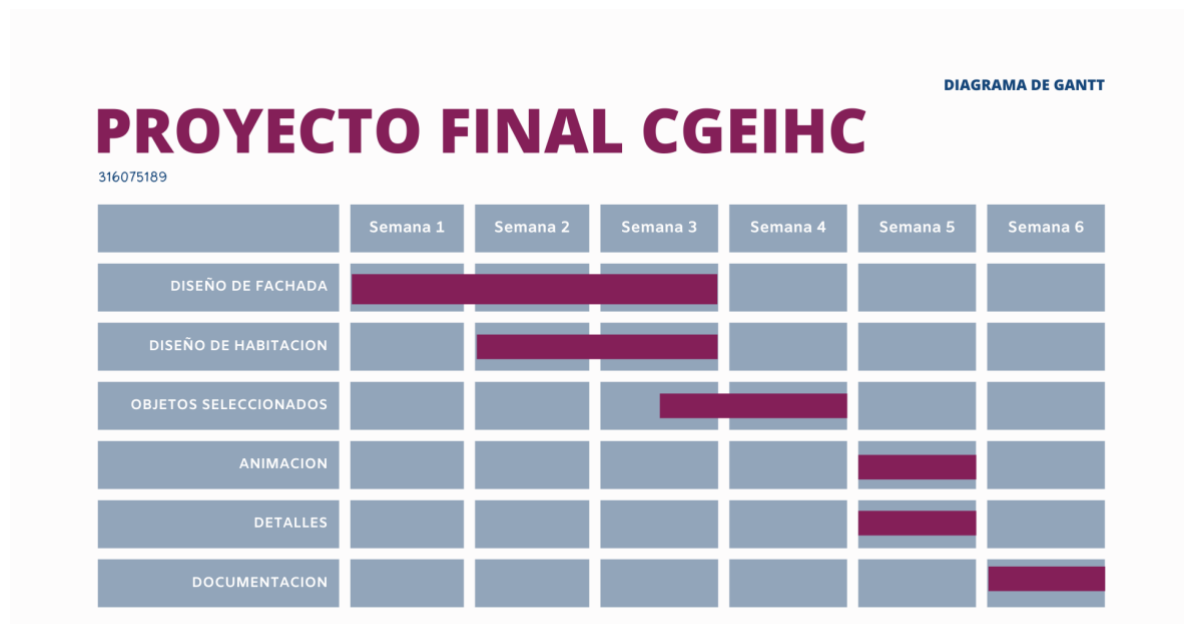 DIAGRAMA DE GANTT
PROYECTO FINAL CGEIHC
316075189
Semana 1 Semana 2 Semana 3 Semana 4 Semana 5 Semana 6
DISEÑO DE FACHADA
DISEÑO DE HABITACION
OBJETOS SELECCIONADOS
ANIMACION
DETALLES
DOCUMENTACION